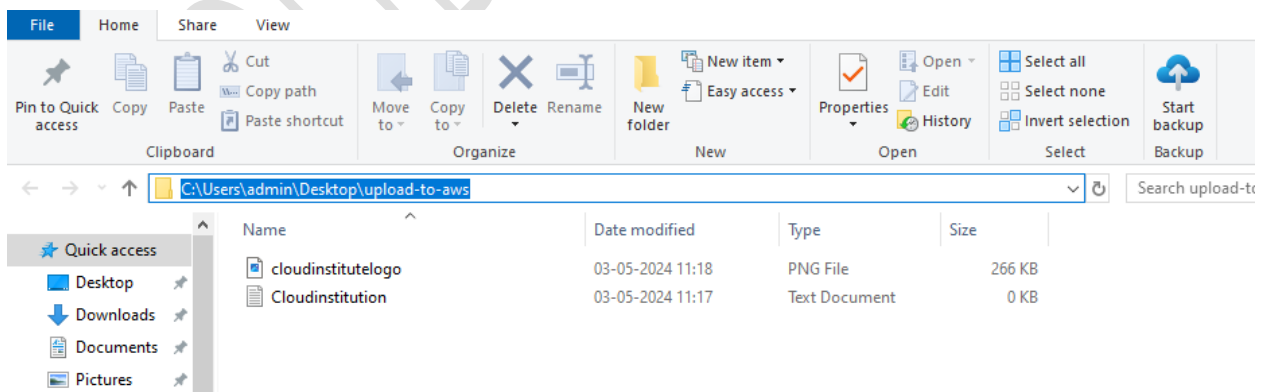 File Home Share View
Pin to Quick access
Copy
Paste
Cut
Copy path
Paste shortcut
Clipboard
Move to
Copy to
Delete
Rename
Organize
New folder
New item
Easy access
New
Properties
Open
Edit
History
Open
Select all
Select none
Invert selection
Select
Start backup
Backup
C:\Users\admin\Desktop\upload-to-aws
Search upload-to
Quick access
Desktop
Downloads
Documents
Pictures
Name Date modified Type Size
cloudinstitutelogo 03-05-2024 11:18 PNG File 266 KB
Cloudinstitution 03-05-2024 11:17 Text Document 0 KB